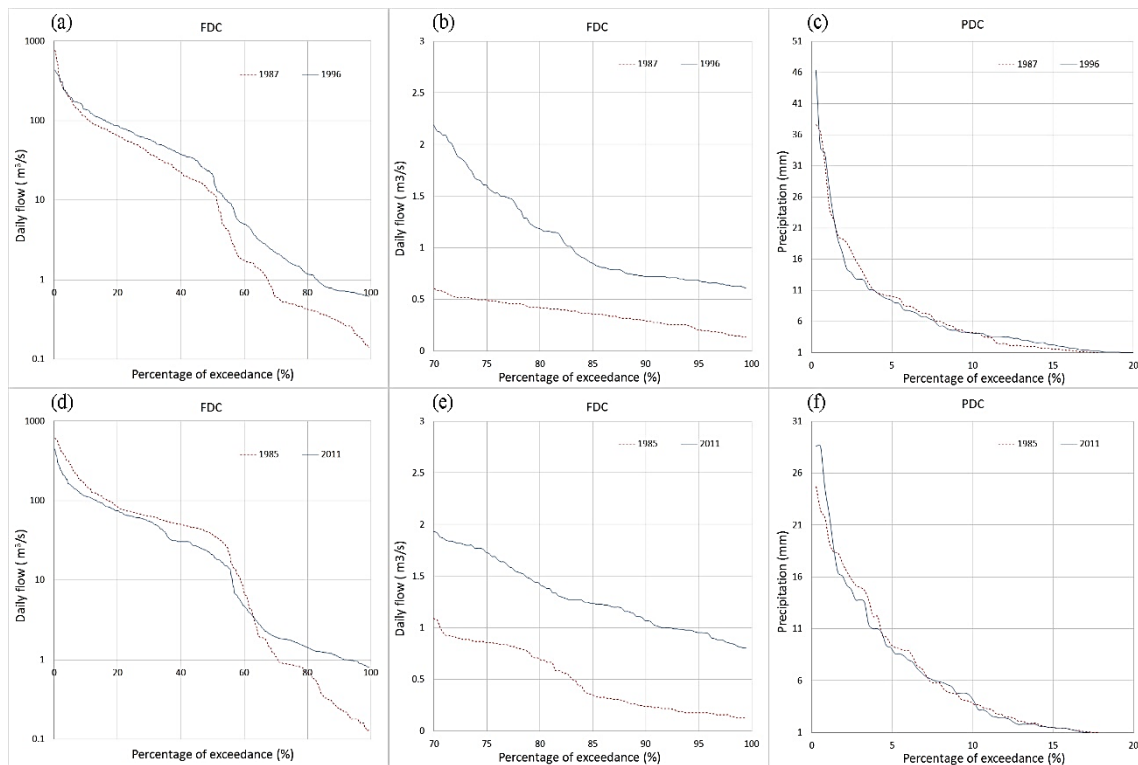 (a)
FDC
1987 1996
1000
100
10
1
0.1
0 20 40 60 80 100
Daily flow ( m³/s)
Percentage of exceedance (%)
(b)
FDC
1987 1996
3
2.5
2
1.5
1
0.5
0
70 75 80 85 90 95 100
Daily flow ( m3/s)
Percentage of exceedance (%)
(c)
PDC
1987 1996
51
46
41
36
31
26
21
16
11
6
1
0 5 10 15 20
Precipitation (mm)
Percentage of exceedance (%)
(d)
FDC
1985 2011
1000
100
10
1
0.1
0 20 40 60 80 100
Daily flow ( m³/s)
Percentage of exceedance (%)
(e)
FDC
1985 2011
3
2.5
2
1.5
1
0.5
0
70 75 80 85 90 95 100
Daily flow ( m3/s)
Percentage of exceedance (%)
(f)
PDC
1985 2011
31
26
21
16
11
6
1
0 5 10 15 20
Precipitation (mm)
Percentage of exceedance (%)